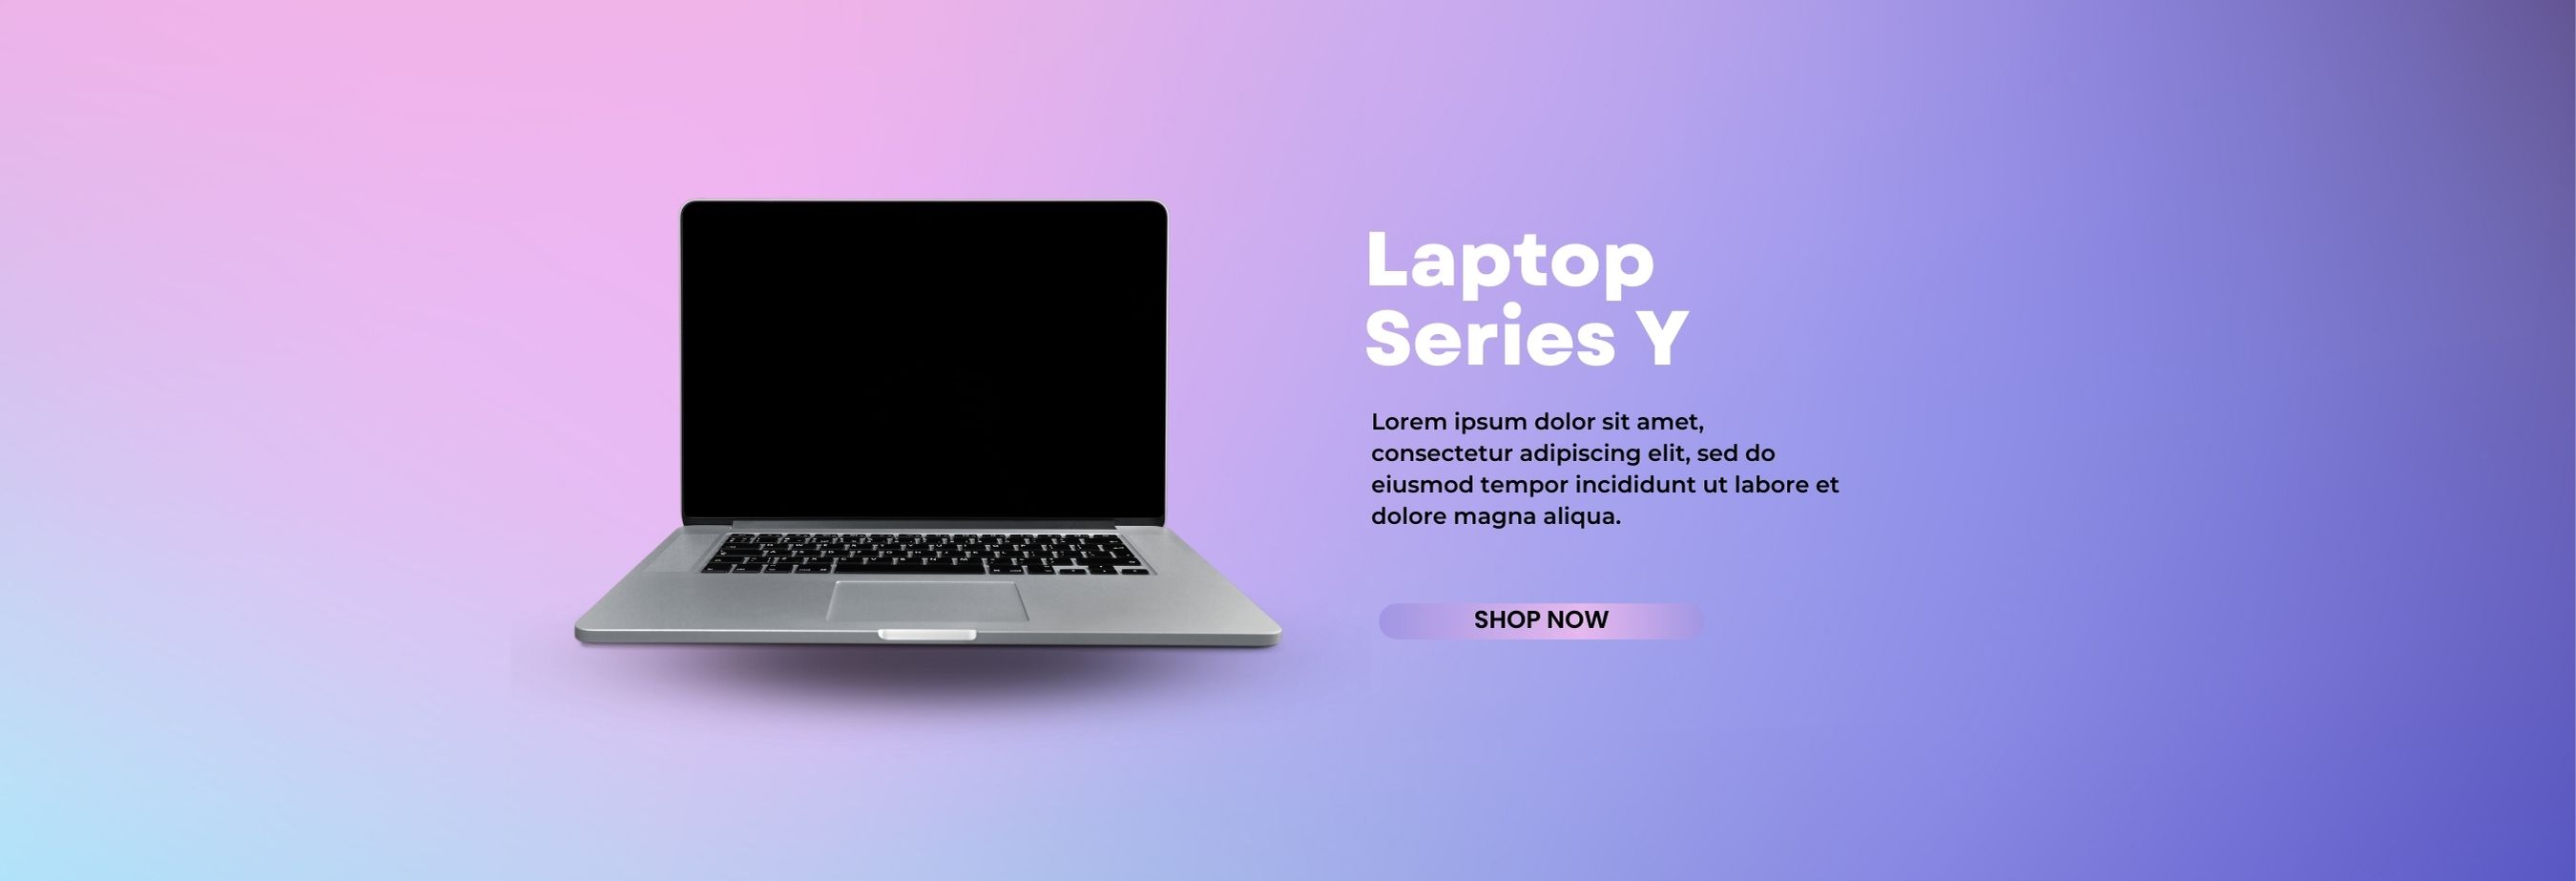 Laptop
Series Y
Lorem ipsum dolor sit amet,
consectetur adipiscing elit, sed do
eiusmod tempor incididunt ut labore et
dolore magna aliqua.
SHOP NOW